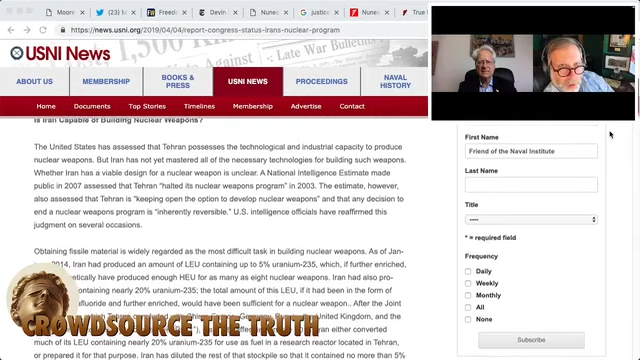 Moore
(23) M
Freed
Devin
Nunes
justice
Nunes
True
https://news.usni.org/2019/04/04/report-congress-status-irans-nuclear-program
USNI News
Late War Bulletins
ABOUT US
MEMBERSHIP
BOOKS & PRESS
USNI NEWS
PROCEEDINGS
NAVAL HISTORY
Home
Documents
Top Stories
Timelines
Membership
Advertise
Contact
Is Iran Capable of Building Nuclear Weapons?
The United States has assessed that Tehran possesses the technological and industrial capacity to produce
nuclear weapons. But Iran has not yet mastered all of the necessary technologies for building such weapons.
Whether Iran has a viable design for a nuclear weapon is unclear. A National Intelligence Estimate made
public in 2007 assessed that Tehran “halted its nuclear weapons program” in 2003. The estimate, however,
also assessed that Tehran is “keeping open the option to develop nuclear weapons” and that any decision to
end a nuclear weapons program is “inherently reversible.” U.S. intelligence officials have reaffirmed this
judgment on several occasions.
Obtaining fissile material is widely regarded as the most difficult task in building nuclear weapons. As of Jan-
2014, Iran had produced an amount of LEU containing up to 5% uranium-235, which, if further enriched,
etically have produced enough HEU for as many as eight nuclear weapons. Iran had also pro-
containing nearly 20% uranium-235; the total amount of this LEU, if it had been in the form of
afluoride and further enriched, would have been sufficient for a nuclear weapon.. After the Joint
Kingdom, and the
Iran either converted
much of its LEU containing nearly 20% uranium-235 for use as fuel in a research reactor located in Tehran,
or prepared it for that purpose. Iran has diluted the rest of that stockpile so that it contained no more than 5%
CROWDSOURCE THE TRUTH
First Name
Friend of the Naval Institute
Last Name
Title
-----
* = required field
Frequency
Daily
Weekly
Monthly
All
None
Subscribe